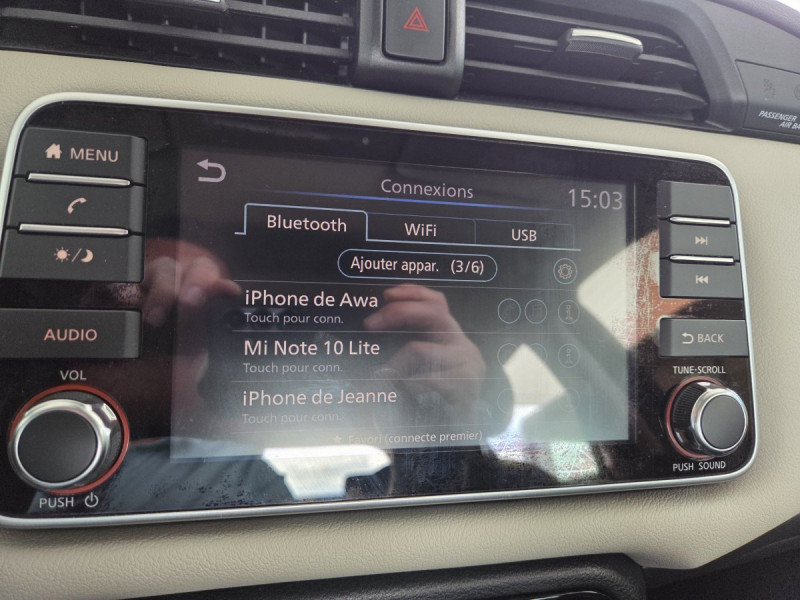 PASSENGER
AIR BA
MENU
Connexions
15:03
Bluetooth
WiFi
USB
Ajouter appar. (3/6)
iPhone de Awa
Touch pour conn.
Mi Note 10 Lite
Touch pour conn.
iPhone de Jeanne
Touch pour conn.
Favori (connecte premier)
AUDIO
BACK
VOL
TUNE·SCROLL
PUSH
PUSH SOUND